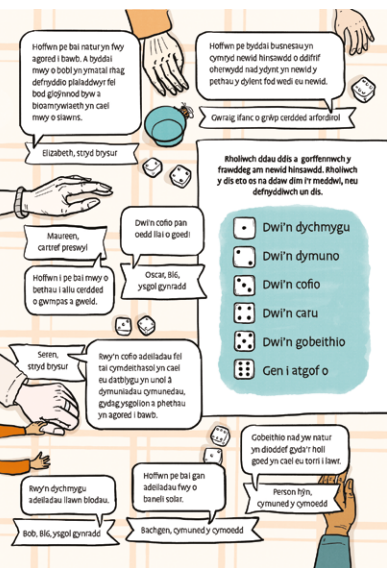 Hoffwn pe bai natur yn fwy
agored i bawb. A byddai
mwy o bobl yn ymatal rhag
defnyddio plaladdwyr fel
bod gloÿnnod byw a
bioamrywiaeth yn cael
mwy o siawns.
Elizabeth, stryd brysur
Hoffwn pe byddai busnesau yn
cymryd newid hinsawdd o ddifrif
oherwydd nad ydynt yn newid y
pethau y dylent fod wedi eu newid.
Gwraig ifanc o grŵp cerdded arfordirol
Rholiwch ddau ddis a gorffennwch y
frawddeg am newid hinsawdd. Rholiwch
y dis eto os na ddaw dim i'r meddwl, neu
defnyddiwch un dis.
Dwi'n dychmygu
Dwi'n dymuno
Dwi'n cofio
Dwi'n caru
Dwi'n gobeithio
Gen i atgof o
Maureen,
cartref preswyl
Hoffwn i pe bai mwy o
bethau i allu cerdded
o gwmpas a gweld.
Dwi'n cofio pan
oedd llai o goed!
Oscar, Bl6,
ysgol gynradd
Seren,
stryd brysur
Rwy'n cofio adeiladau fel
tai cymdeithasol yn cael
eu datblygu yn unol â
dymuniadau cymunedau,
gydag ysgolion a phethau
yn agored i bawb.
Gobeithio nad yw natur
yn dioddef gyda'r holl
goed yn cael eu torri i lawr.
Person hŷn,
cymuned y cymoedd
Hoffwn pe bai gan
adeiladau fwy o
baneli solar.
Bachgen, cymuned y cymoedd
Rwy'n dychmygu
adeiladau llawn blodau.
Bob, Bl6, ysgol gynradd